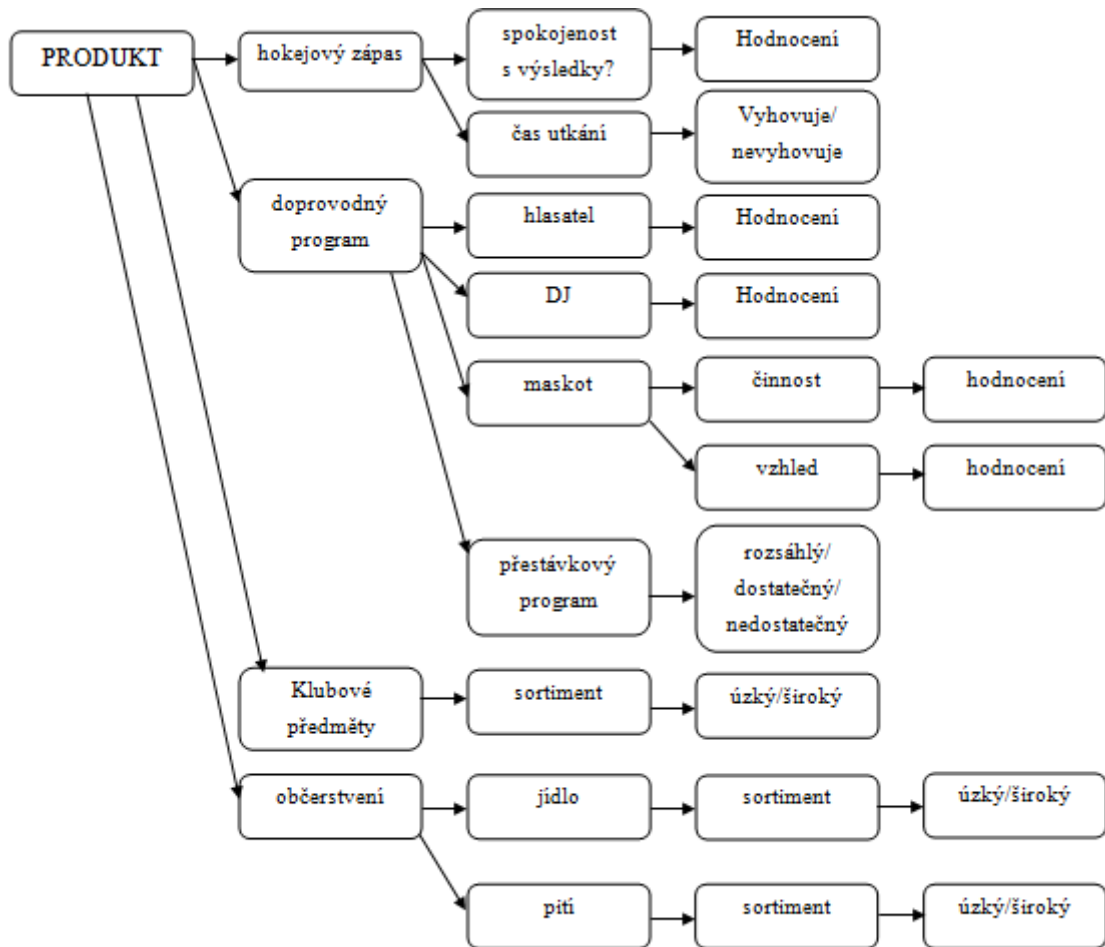 PRODUKT
hokejový zápas
spokojenost
s výsledky?
Hodnocení
čas utkání
Vyhovuje/
nevyhovuje
doprovodný
program
hlasatel
Hodnocení
DJ
Hodnocení
maskot
činnost
hodnocení
vzhled
hodnocení
přestávkový
program
rozsáhlý/
dostatečný/
nedostatečný
Klubové
předměty
sortiment
úzký/široký
občerstvení
jídlo
sortiment
úzký/široký
pití
sortiment
úzký/široký